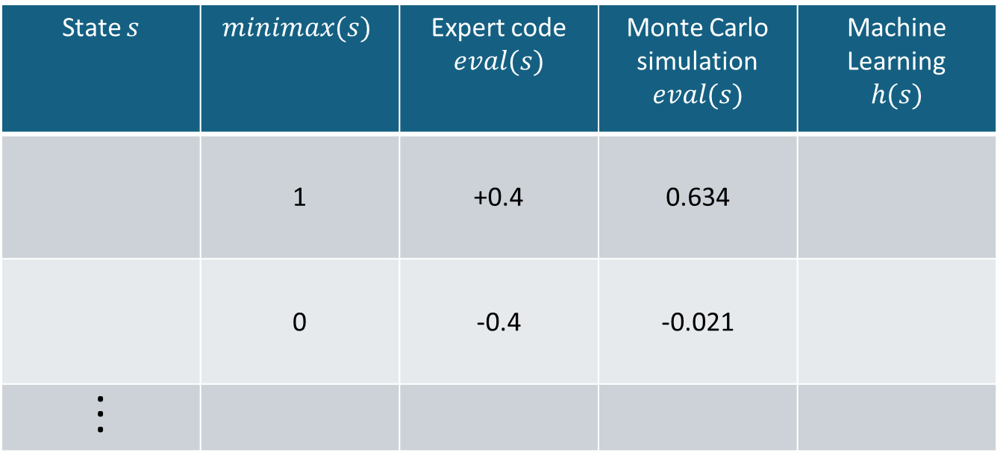 State s
minimax(s)
Expert code
eval(s)
Monte Carlo
simulation
eval(s)
Machine
Learning
h(s)
1
+0.4
0.634
0
-0.4
-0.021
⋮